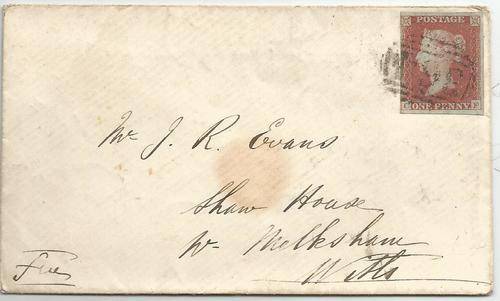 POSTAGE
ONE PENNY
Mr J. R. Evans
Shaw House
Nr Melksham
Wilts